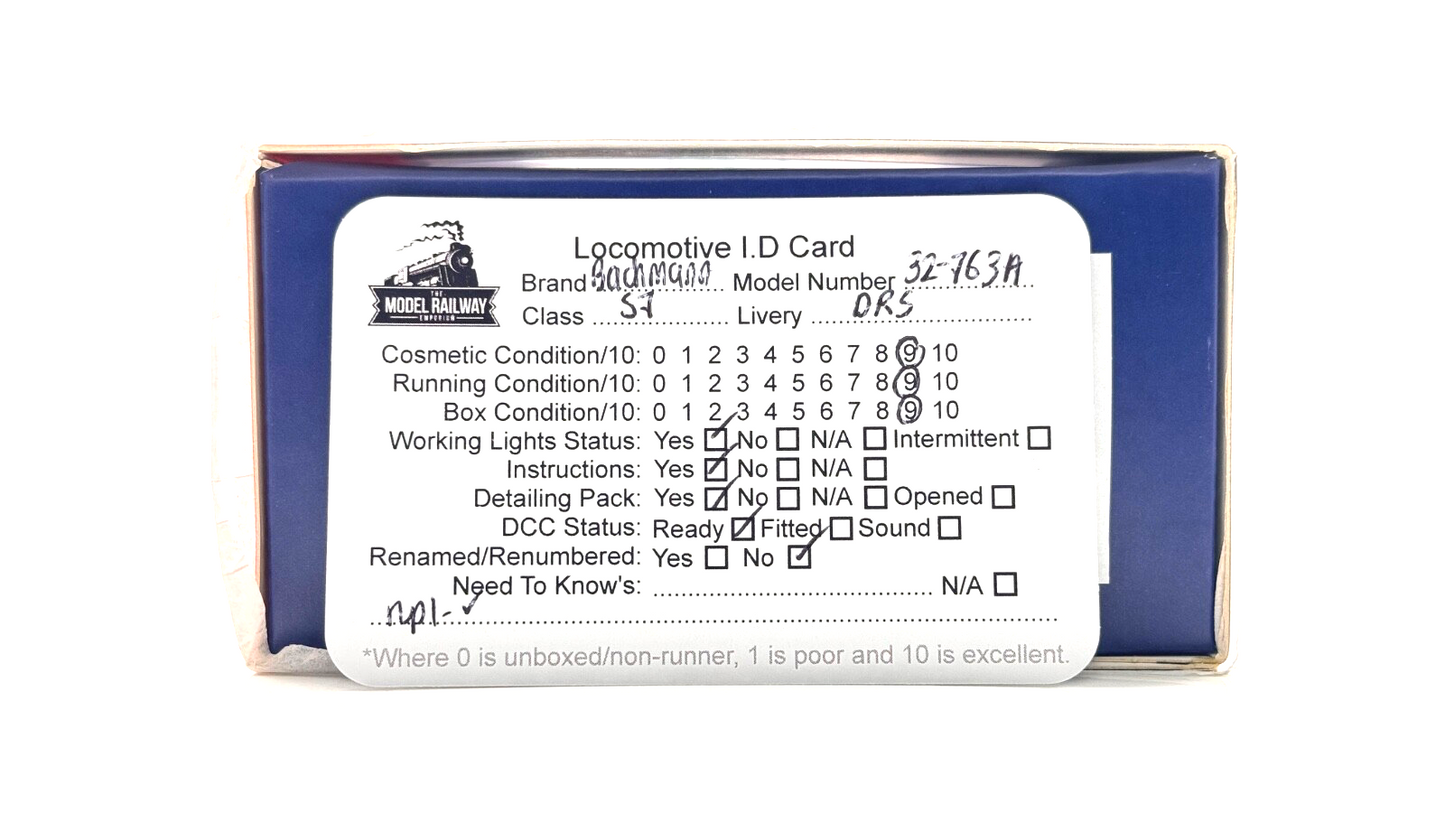 THE
MODEL RAILWAY
EMPORIUM
Locomotive I.D Card
Brand Bachmann Model Number 32-763A
Class 57 Livery DRS
Cosmetic Condition/10: 0 1 2 3 4 5 6 7 8 9 10
Running Condition/10: 0 1 2 3 4 5 6 7 8 9 10
Box Condition/10: 0 1 2 3 4 5 6 7 8 9 10
Working Lights Status: Yes ☑ No ☐ N/A ☐ Intermittent ☐
Instructions: Yes ☑ No ☐ N/A ☐
Detailing Pack: Yes ☑ No ☐ N/A ☐ Opened ☐
DCC Status: Ready ☑ Fitted ☐ Sound ☐
Renamed/Renumbered: Yes ☐ No ☑
Need To Know's: .......................................... N/A ☐
npl- ✓
*Where 0 is unboxed/non-runner, 1 is poor and 10 is excellent.